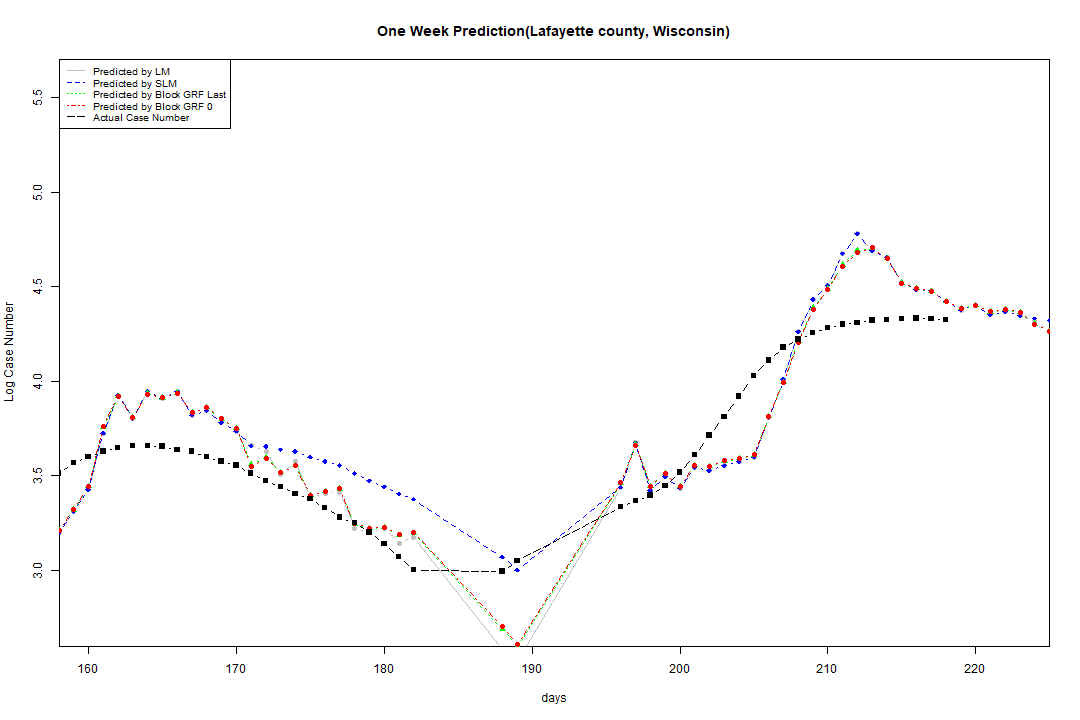 One Week Prediction(Lafayette county, Wisconsin)
Predicted by LM
Predicted by SLM
Predicted by Block GRF Last
Predicted by Block GRF 0
Actual Case Number
5.5
5.0
4.5
4.0
3.5
3.0
Log Case Number
160 170 180 190 200 210 220
days